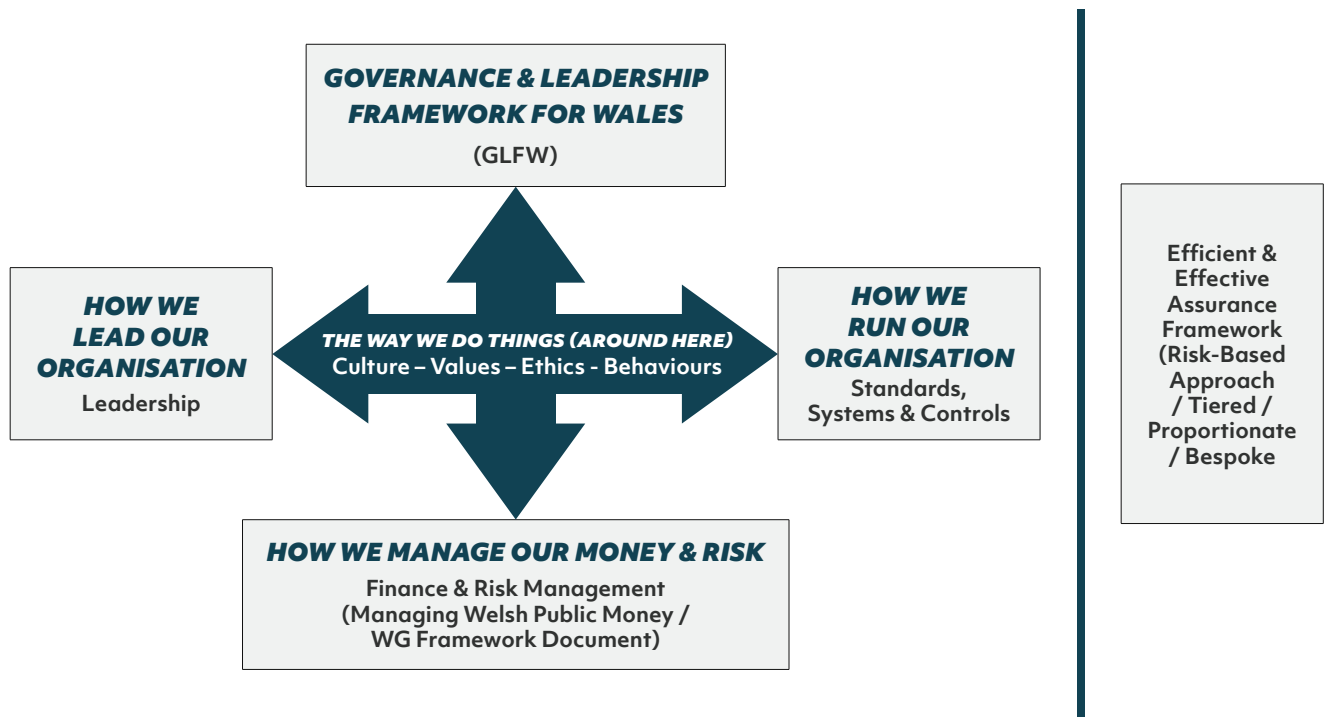 GOVERNANCE & LEADERSHIP
FRAMEWORK FOR WALES
(GLFW)
HOW WE
LEAD OUR
ORGANISATION
Leadership
THE WAY WE DO THINGS (AROUND HERE)
Culture – Values – Ethics - Behaviours
HOW WE
RUN OUR
ORGANISATION
Standards,
Systems & Controls
HOW WE MANAGE OUR MONEY & RISK
Finance & Risk Management
(Managing Welsh Public Money /
WG Framework Document)
Efficient &
Effective
Assurance
Framework
(Risk-Based
Approach
/ Tiered /
Proportionate
/ Bespoke